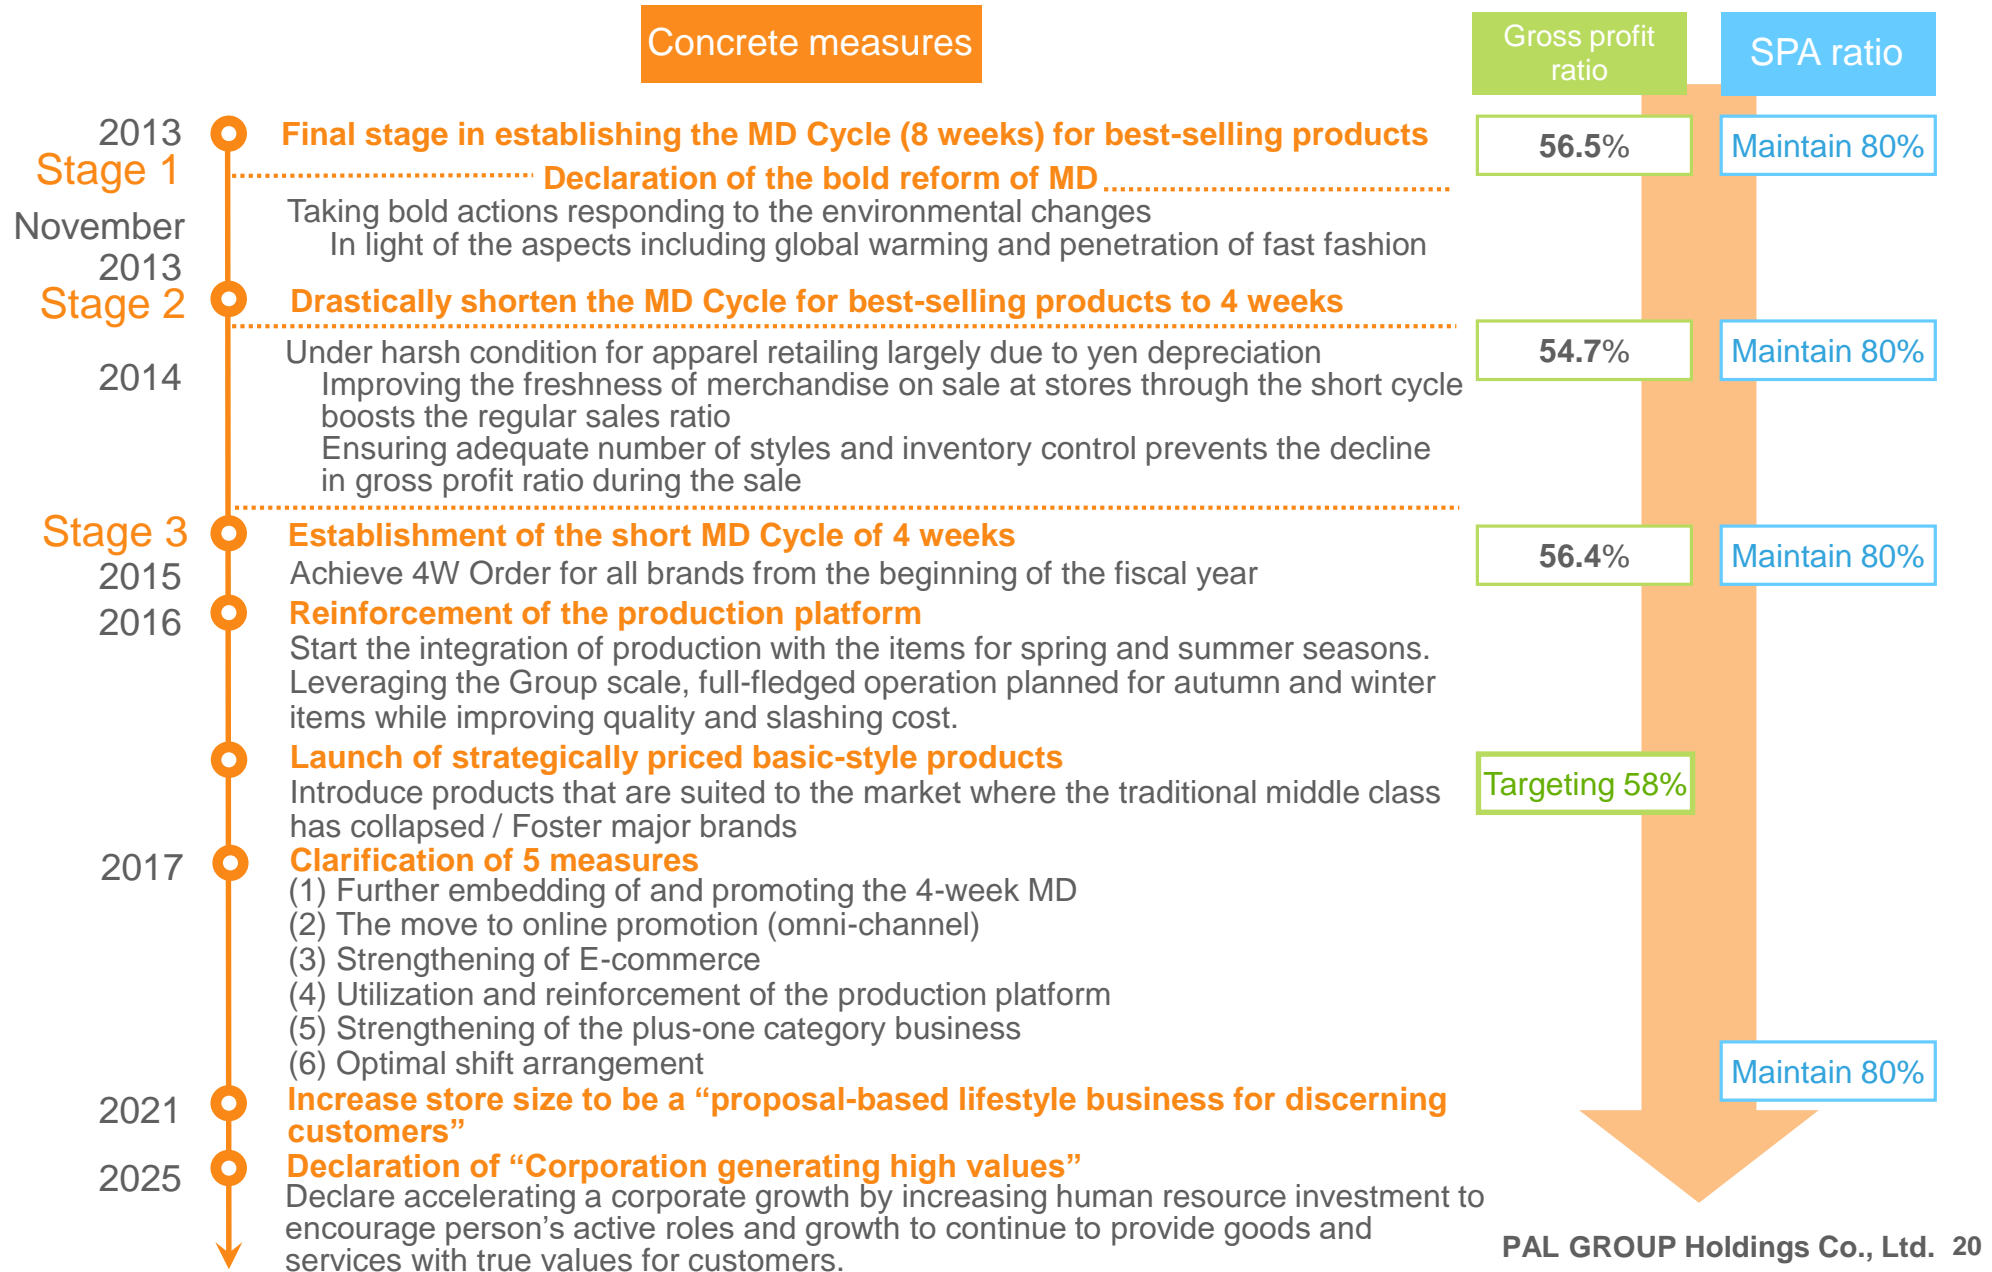 Concrete measures
Gross profit
ratio
SPA ratio
2013
Stage 1
Final stage in establishing the MD Cycle (8 weeks) for best-selling products
56.5%
Maintain 80%
Declaration of the bold reform of MD
Taking bold actions responding to the environmental changes
In light of the aspects including global warming and penetration of fast fashion
November
2013
Stage 2
Drastically shorten the MD Cycle for best-selling products to 4 weeks
2014
Under harsh condition for apparel retailing largely due to yen depreciation
54.7%
Maintain 80%
Improving the freshness of merchandise on sale at stores through the short cycle
boosts the regular sales ratio
Ensuring adequate number of styles and inventory control prevents the decline
in gross profit ratio during the sale
Stage 3
2015
Establishment of the short MD Cycle of 4 weeks
56.4%
Maintain 80%
Achieve 4W Order for all brands from the beginning of the fiscal year
2016
Reinforcement of the production platform
Start the integration of production with the items for spring and summer seasons.
Leveraging the Group scale, full-fledged operation planned for autumn and winter
items while improving quality and slashing cost.
Launch of strategically priced basic-style products
Targeting 58%
Introduce products that are suited to the market where the traditional middle class
has collapsed / Foster major brands
2017
Clarification of 5 measures
(1) Further embedding of and promoting the 4-week MD
(2) The move to online promotion (omni-channel)
(3) Strengthening of E-commerce
(4) Utilization and reinforcement of the production platform
(5) Strengthening of the plus-one category business
(6) Optimal shift arrangement
Maintain 80%
2021
Increase store size to be a “proposal-based lifestyle business for discerning
customers”
2025
Declaration of “Corporation generating high values”
Declare accelerating a corporate growth by increasing human resource investment to
encourage person’s active roles and growth to continue to provide goods and
services with true values for customers.
PAL GROUP Holdings Co., Ltd. 20